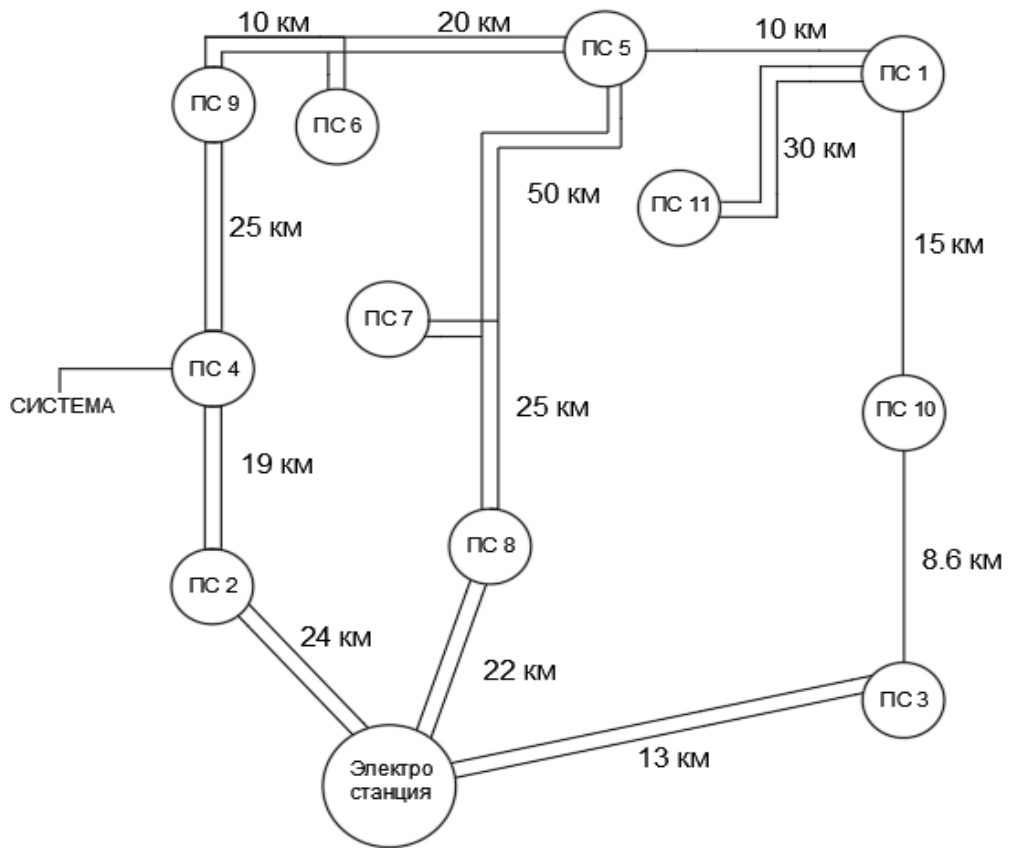 10 км
20 км
10 км
ПС 5
ПС 1
ПС 9
ПС 6
30 км
50 км
ПС 11
25 км
15 км
ПС 7
ПС 4
СИСТЕМА
25 км
ПС 10
19 км
ПС 8
8.6 км
ПС 2
24 км
22 км
ПС 3
Электро
станция
13 км